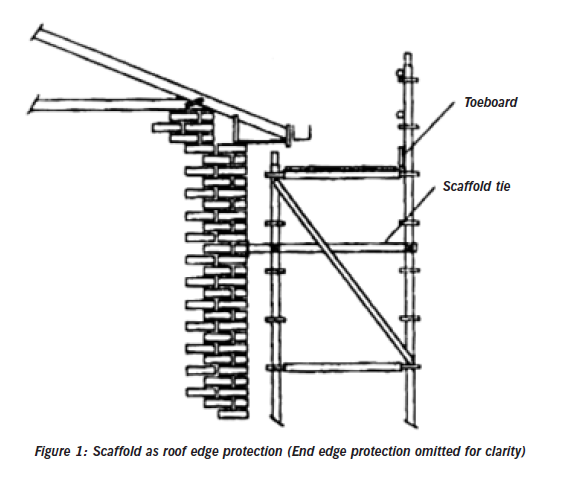 Toeboard
Scaffold tie
Figure 1: Scaffold as roof edge protection (End edge protection omitted for clarity)